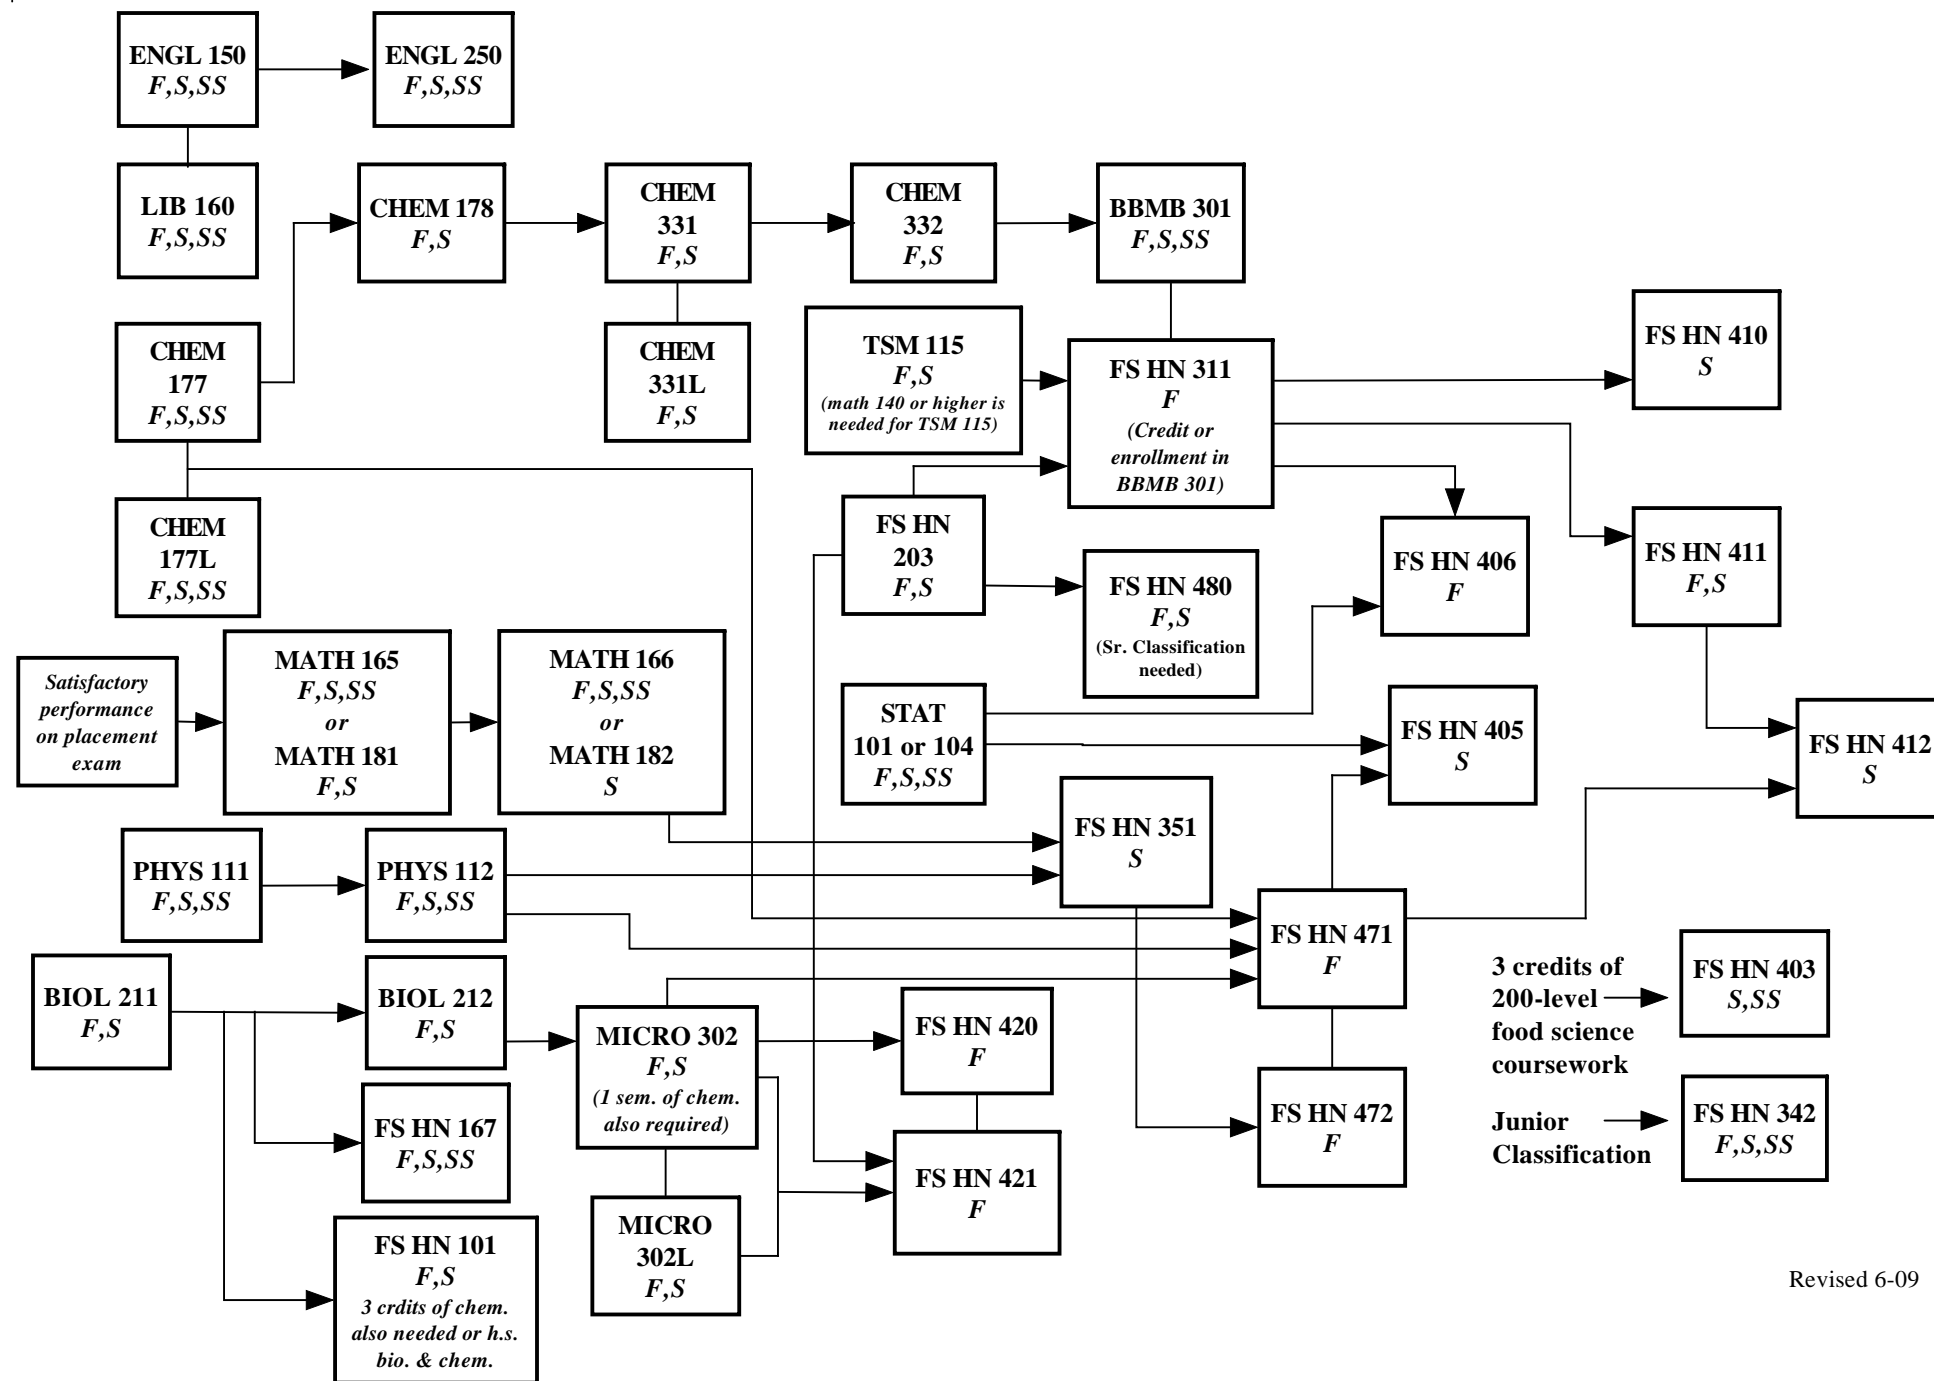 ENGL 150
F,S,SS
ENGL 250
F,S,SS
LIB 160
F,S,SS
CHEM 178
F,S
CHEM
331
F,S
CHEM
332
F,S
BBMB 301
F,S,SS
CHEM
177
F,S,SS
CHEM
331L
F,S
TSM 115
F,S
(math 140 or higher is
needed for TSM 115)
FS HN 311
F
(Credit or
enrollment in
BBMB 301)
FS HN 410
S
CHEM
177L
F,S,SS
FS HN
203
F,S
FS HN 480
F,S
(Sr. Classification
needed)
FS HN 406
F
FS HN 411
F,S
Satisfactory
performance
on placement
exam
MATH 165
F,S,SS
or
MATH 181
F,S
MATH 166
F,S,SS
or
MATH 182
S
STAT
101 or 104
F,S,SS
FS HN 405
S
FS HN 412
S
PHYS 111
F,S,SS
PHYS 112
F,S,SS
FS HN 351
S
FS HN 471
F
BIOL 211
F,S
BIOL 212
F,S
MICRO 302
F,S
(1 sem. of chem.
also required)
FS HN 420
F
3 credits of
200-level
food science
coursework
FS HN 403
S,SS
FS HN 167
F,S,SS
FS HN 421
F
FS HN 472
F
Junior
Classification
FS HN 342
F,S,SS
FS HN 101
F,S
3 crdits of chem.
also needed or h.s.
bio. & chem.
MICRO
302L
F,S
Revised 6-09